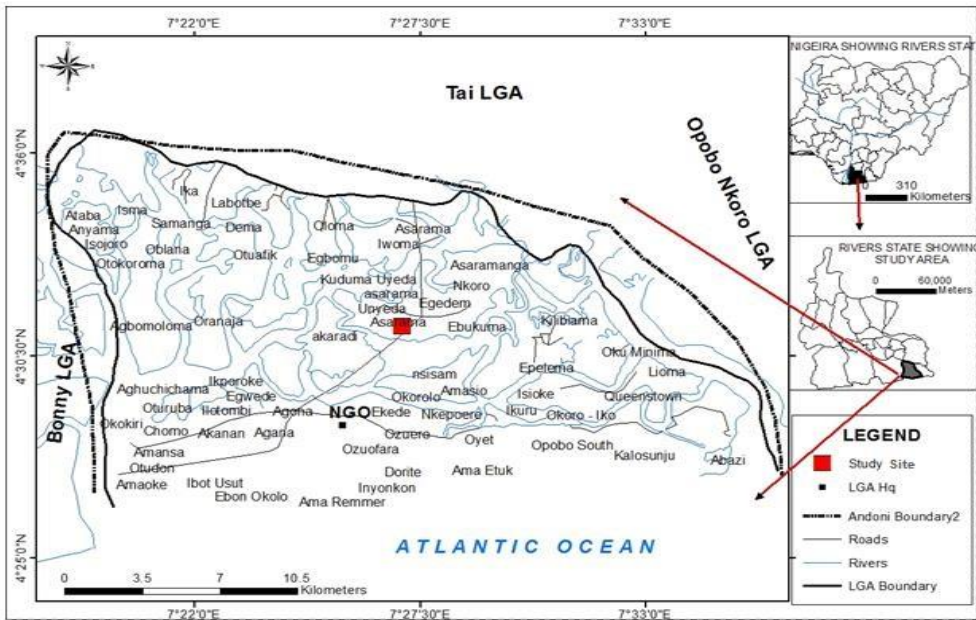 7°22'0"E
7°27'30"E
7°33'0"E
NIGEIRA SHOWING RIVERS STAT
0 310
Kilometers
RIVERS STATE SHOWING
STUDY AREA
0 60,000
Meters
Tai LGA
Opobo Nkoro LGA
Bonny LGA
4°36'0"N
4°30'0"N
4°25'0"N
Ika
Labotbe
Ataba
Isma
Anyama
Samanga
Dema
Oloma
Asarama
Isojoro
Iwoma
Oblana
Otuafik
Egbomu
Otokoroma
Asaramanga
Kuduma Uyeda
Nkoro
asarama
Egedem
Unyeda
Agbomoloma
Oranaja
Asarama
Ebukuma
Kilibiama
akaradi
Oku Minima
Epetema
Lioma
nsisam
Ikporoke
Aghuchichama
Egwede
Okorolo
Amasio
Isioke
Queenstown
Oturuba
Ilotombi
Agona
NGO
Ekede
Nkepoere
Ikuru
Okoro - Iko
Okokiri
Chomo
Akanan
Agana
Ozuero
Oyet
Opobo South
Amansa
Ozuofara
Kalosunju
Abazi
Otudon
Dorite
Ama Etuk
Amaoke
Ibot Usut
Inyonkon
Ebon Okolo
Ama Remmer
ATLANTIC OCEAN
0 3.5 7 10.5
Kilometers
7°22'0"E
7°27'30"E
7°33'0"E
LEGEND
Study Site
LGA Hq
Andoni Boundary2
Roads
Rivers
LGA Boundary